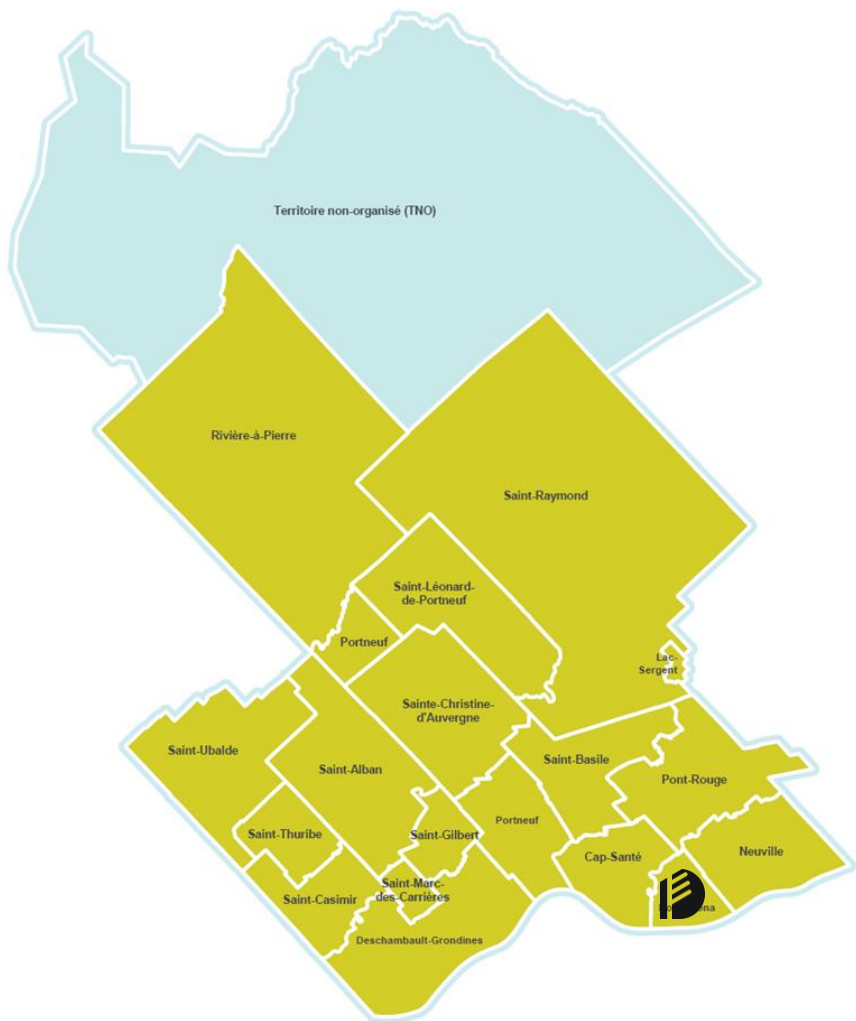 Territoire non-organisé (TNO)
Rivière-à-Pierre
Saint-Raymond
Saint-Léonard-
de-Portneuf
Portneuf
Lac-
Sergent
Sainte-Christine-
d'Auvergne
Saint-Ubalde
Saint-Alban
Saint-Basile
Pont-Rouge
Saint-Thuribe
Saint-Gilbert
Portneuf
Cap-Santé
Neuville
Saint-Marc-
des-Carrières
Saint-Casimir
Deschambault-Grondines